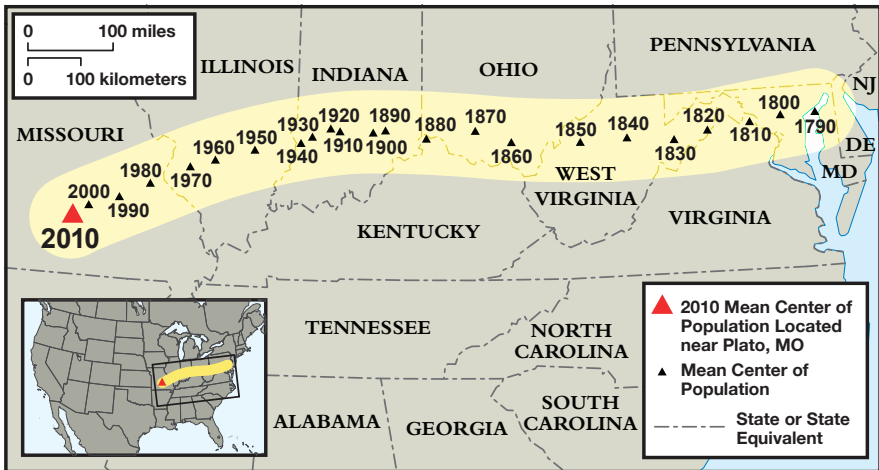 0 100 miles
0 100 kilometers
ILLINOIS
INDIANA
OHIO
PENNSYLVANIA
NJ
MISSOURI
DE
MD
WEST
VIRGINIA
VIRGINIA
KENTUCKY
TENNESSEE
NORTH
CAROLINA
ALABAMA
GEORGIA
SOUTH
CAROLINA
1790
1800
1810
1820
1830
1840
1850
1860
1870
1880
1890
1900
1910
1920
1930
1940
1950
1960
1970
1980
1990
2000
2010
2010 Mean Center of
Population Located
near Plato, MO
Mean Center of
Population
State or State
Equivalent